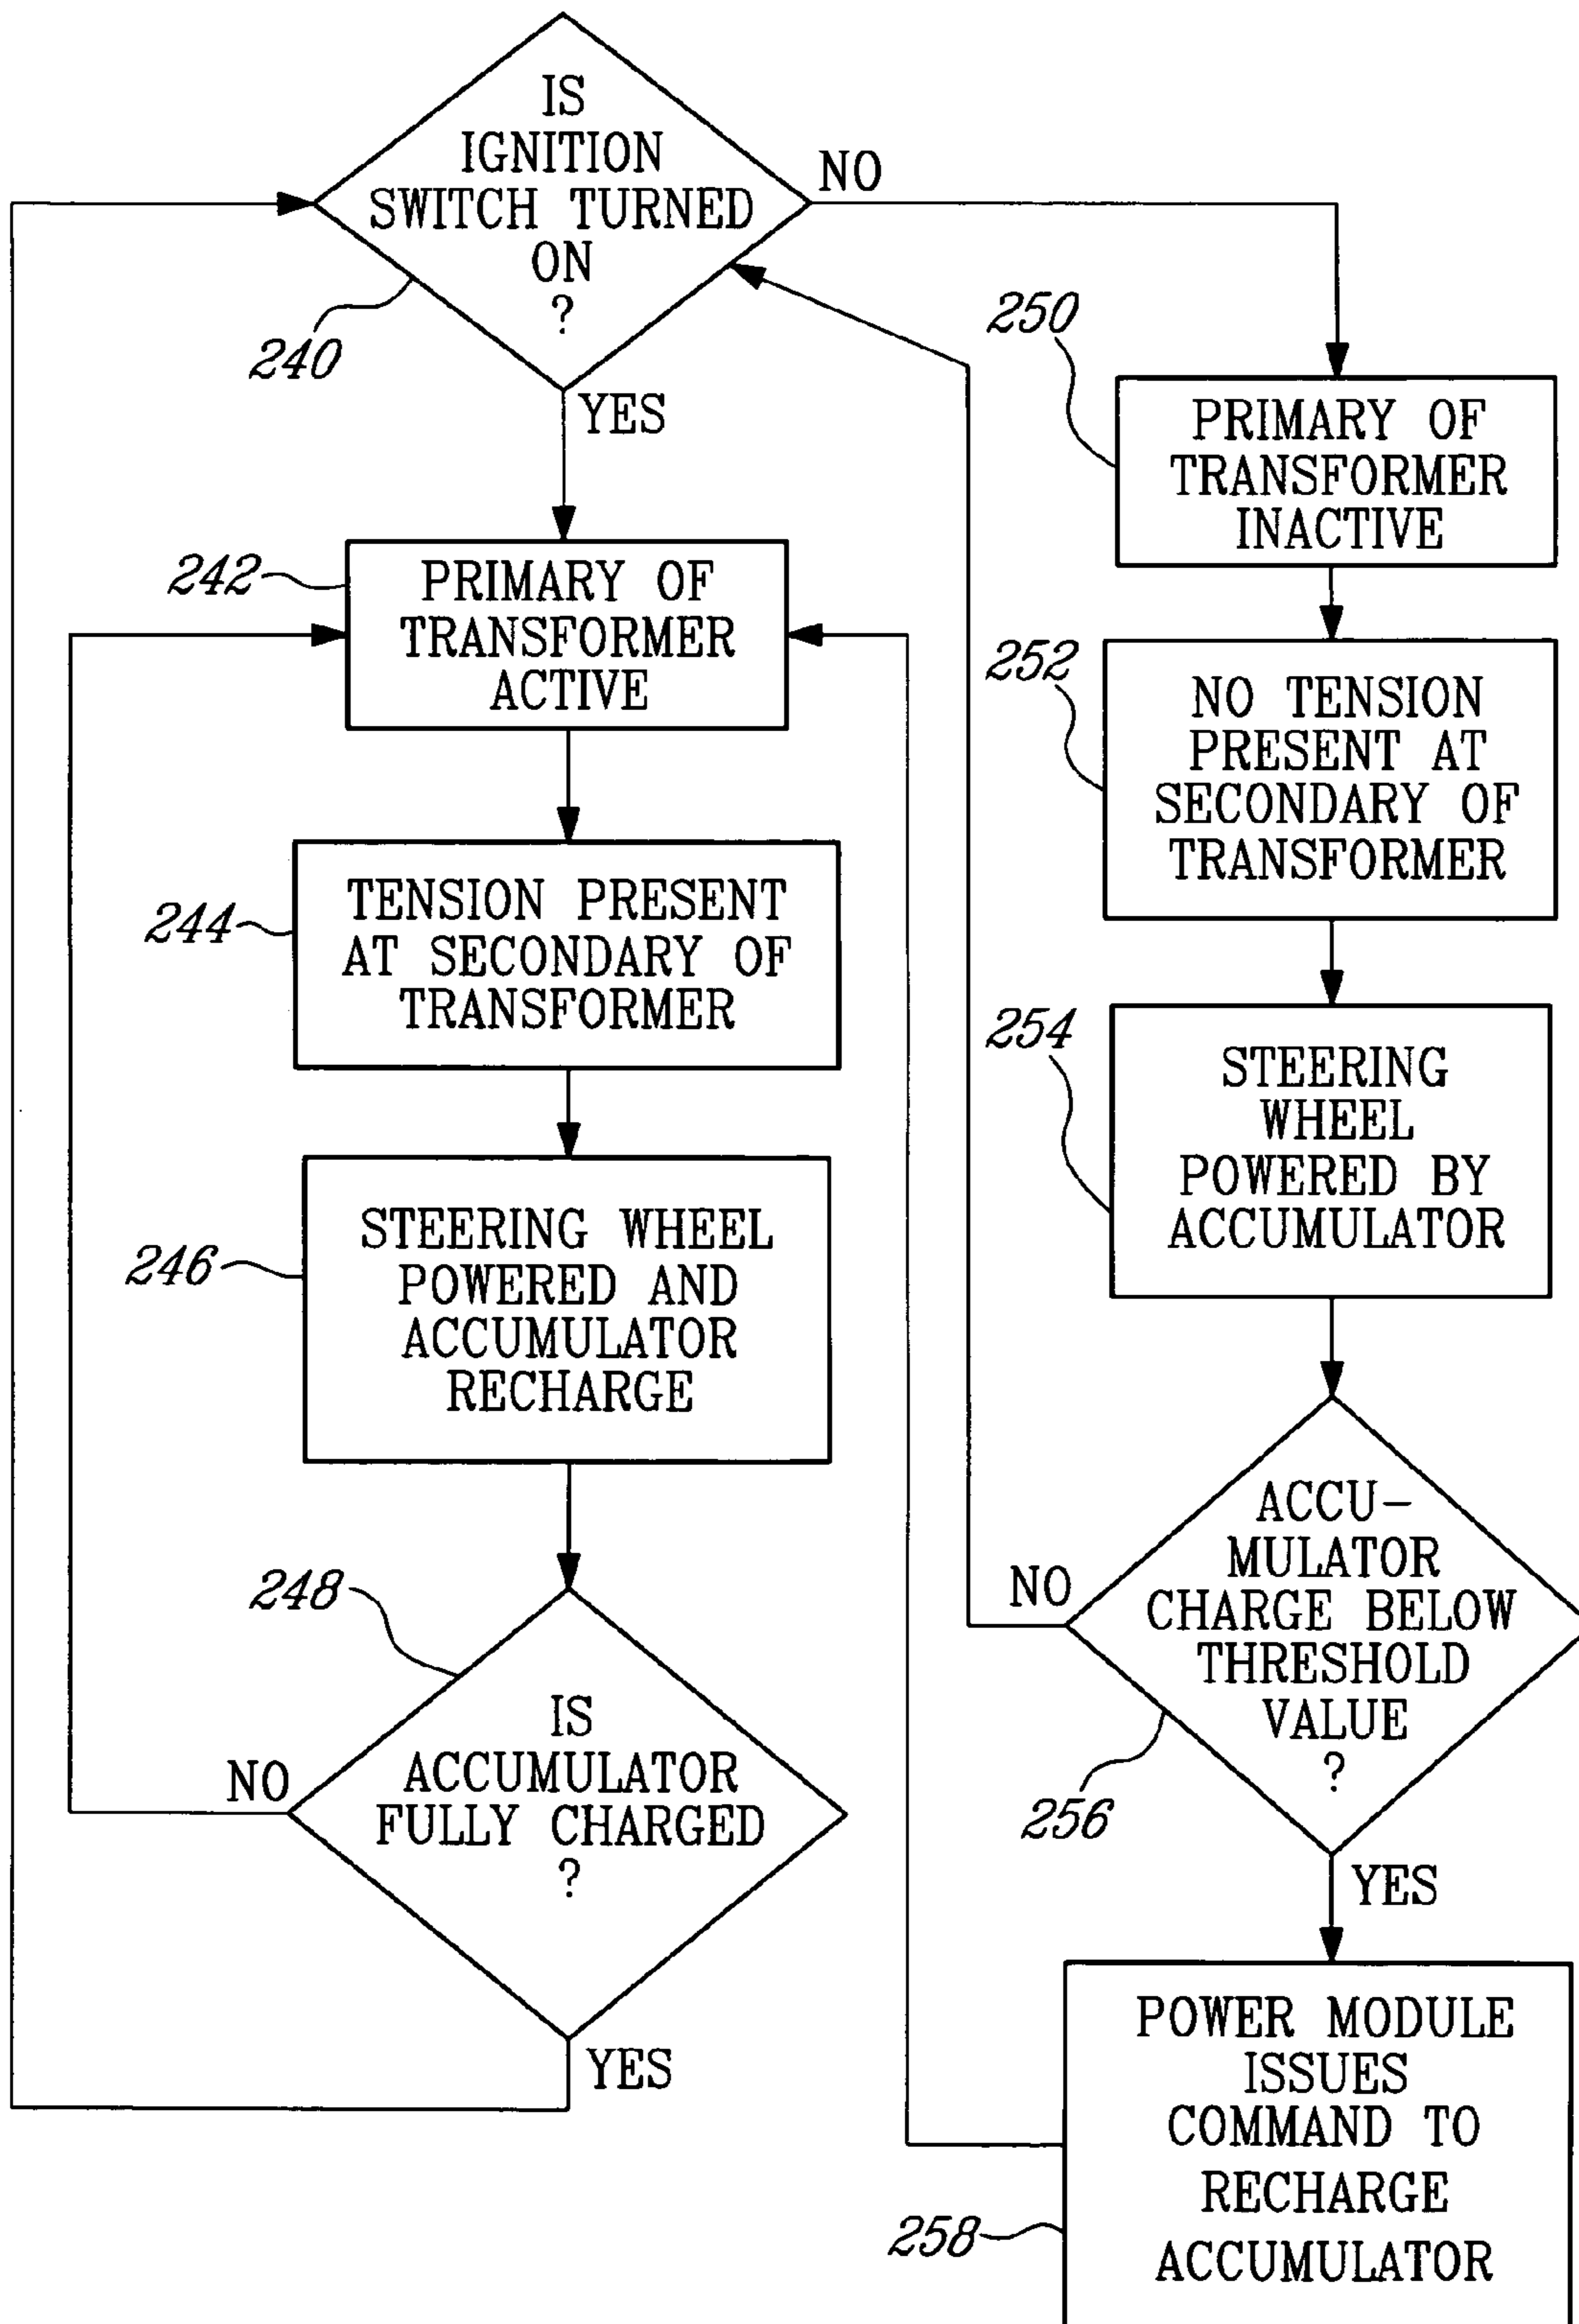 IS
IGNITION
SWITCH TURNED
ON
?
NO
240
YES
242
PRIMARY OF
TRANSFORMER
ACTIVE
244
TENSION PRESENT
AT SECONDARY OF
TRANSFORMER
246
STEERING WHEEL
POWERED AND
ACCUMULATOR
RECHARGE
248
IS
ACCUMULATOR
FULLY CHARGED
?
NO
YES
250
PRIMARY OF
TRANSFORMER
INACTIVE
252
NO TENSION
PRESENT AT
SECONDARY OF
TRANSFORMER
254
STEERING
WHEEL
POWERED BY
ACCUMULATOR
ACCU-
MULATOR
CHARGE BELOW
THRESHOLD
VALUE
?
NO
256
YES
POWER MODULE
ISSUES
COMMAND TO
RECHARGE
ACCUMULATOR
258